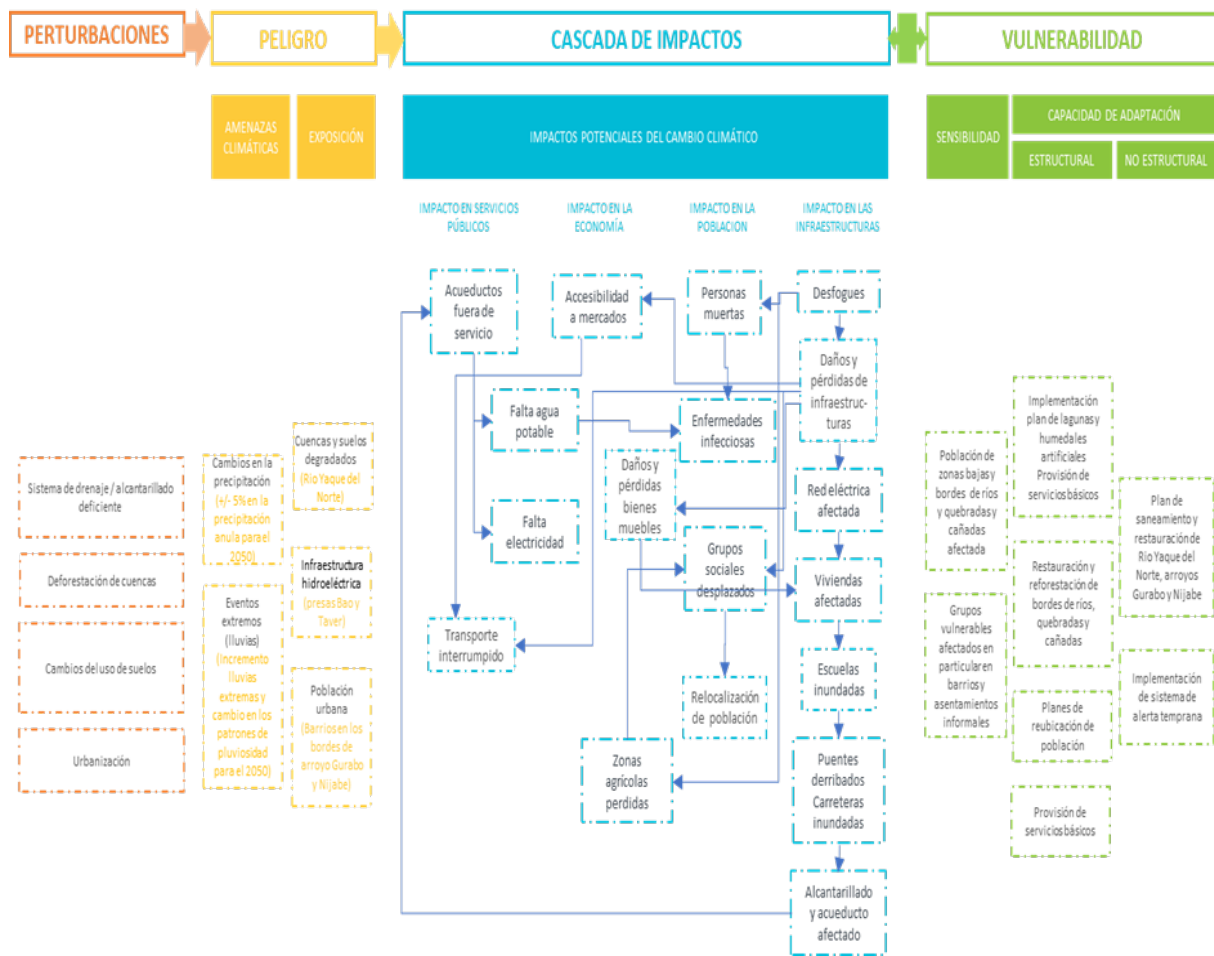 PERTURBACIONES
PELIGRO
CASCADA DE IMPACTOS
VULNERABILIDAD
AMENAZAS
CLIMÁTICAS
EXPOSICIÓN
IMPACTOS POTENCIALES DEL CAMBIO CLIMÁTICO
SENSIBILIDAD
CAPACIDAD DE ADAPTACIÓN
ESTRUCTURAL
NO ESTRUCTURAL
IMPACTO EN SERVICIOS
PÚBLICOS
IMPACTO EN LA
ECONOMÍA
IMPACTO EN LA
POBLACION
IMPACTO EN LAS
INFRAESTRUCTURAS
Sistema de drenaje / alcantarillado
deficiente
Deforestación de cuencas
Cambios del uso de suelos
Urbanización
Cambios en la
precipitación
(+/- 5% en la
precipitación
anula para el
2050)
Eventos
extremos
(lluvias)
(Incremento
lluvias
extremas y
cambio en los
patrones de
pluviosidad
para el 2050)
Cuencas y suelos
degradados
(Rio Yaque del
Norte)
Infraestructura
hidroeléctrica
(presas Bao y
Taver)
Población
urbana
(Barrios en los
bordes de
arroyo Gurabo
y Nijabe)
Acueductos
fuera de
servicio
Falta agua
potable
Falta
electricidad
Transporte
interrumpido
Accesibilidad
a mercados
Daños y
pérdidas
bienes
muebles
Zonas
agrícolas
perdidas
Personas
muertas
Enfermedades
infecciosas
Grupos
sociales
desplazados
Relocalización
de población
Desfogues
Daños y
pérdidas de
infraestruc-
turas
Red eléctrica
afectada
Viviendas
afectadas
Escuelas
inundadas
Puentes
derribados
Carreteras
inundadas
Alcantarillado
y acueducto
afectado
Población de
zonas bajas y
bordes de ríos
y quebradas y
cañadas
afectada
Grupos
vulnerables
afectados en
particular en
barrios y
asentamientos
informales
Implementación
plan de lagunas y
humedales
artificiales
Provisión de
servicios básicos
Restauración y
reforestación de
bordes de ríos,
quebradas y
cañadas
Planes de
reubicación de
población
Provisión de
servicios básicos
Plan de
saneamiento y
restauración de
Rio Yaque del
Norte, arroyos
Gurabo y Nijabe
Implementación
de sistema de
alerta temprana